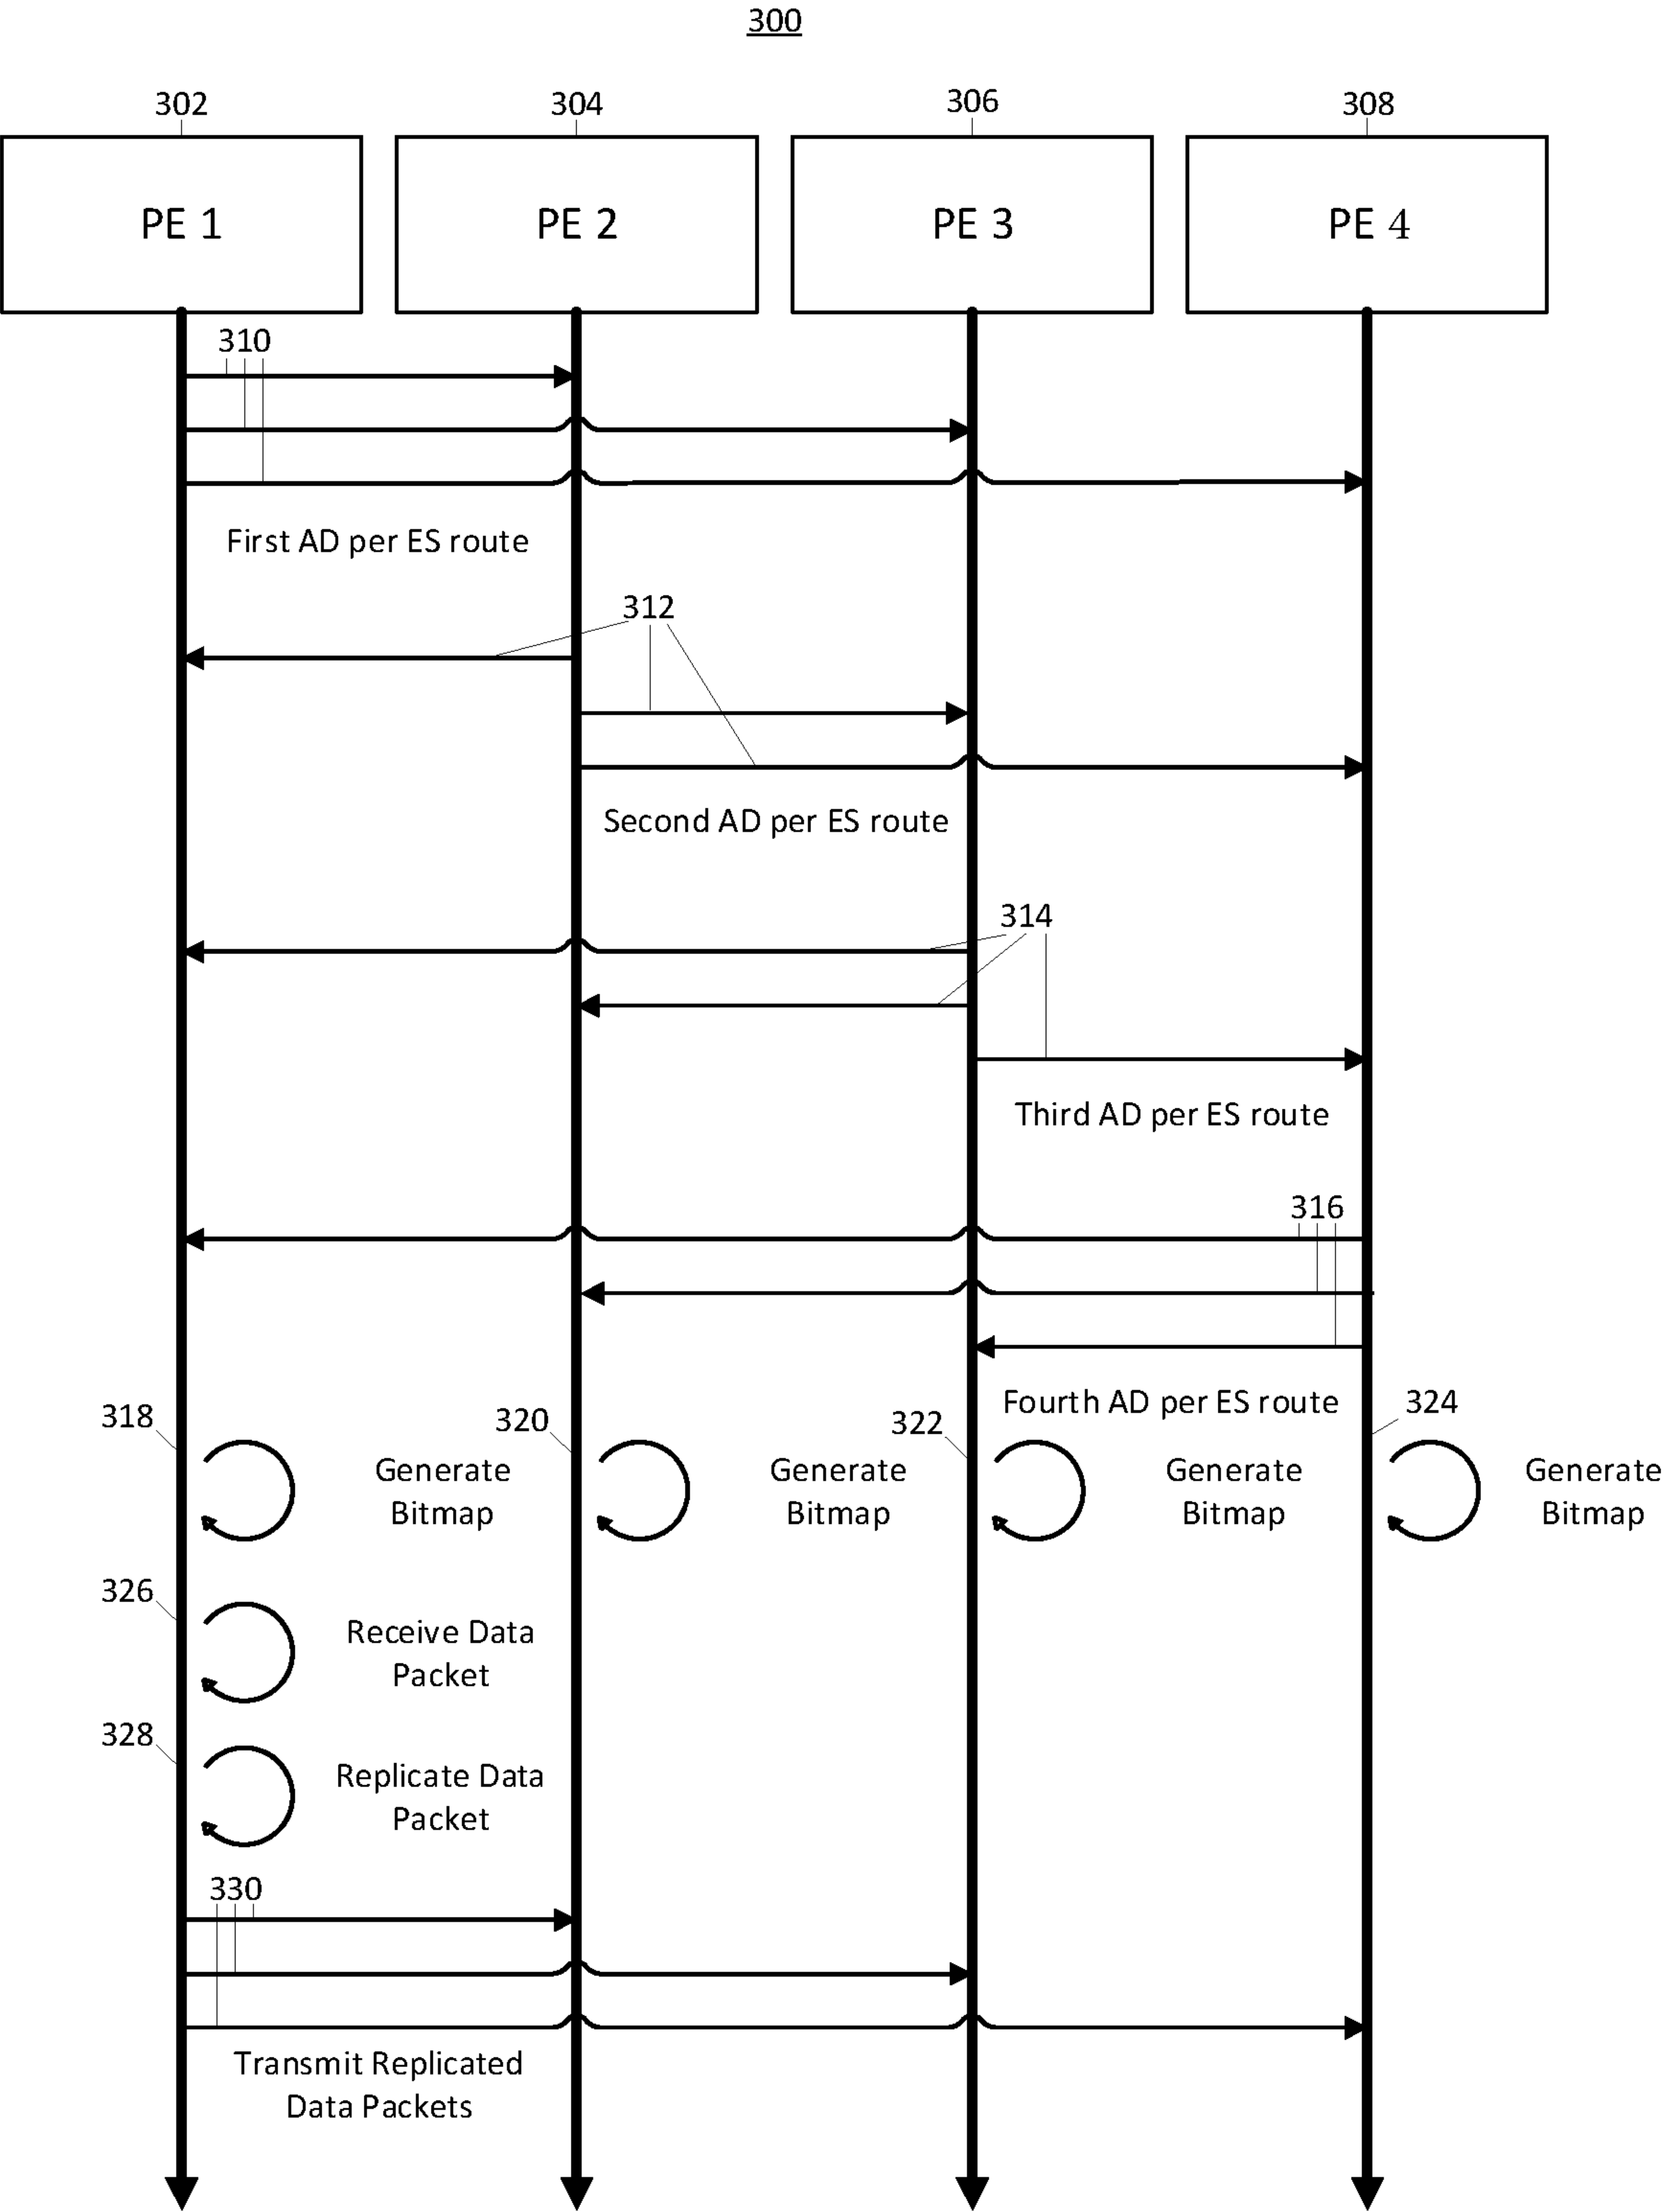 300
302
304
306
308
PE 1
PE 2
PE 3
PE 4
310
First AD per ES route
312
Second AD per ES route
314
Third AD per ES route
316
Fourth AD per ES route
318
320
322
324
Generate
Bitmap
Generate
Bitmap
Generate
Bitmap
Generate
Bitmap
326
Receive Data
Packet
328
Replicate Data
Packet
330
Transmit Replicated
Data Packets